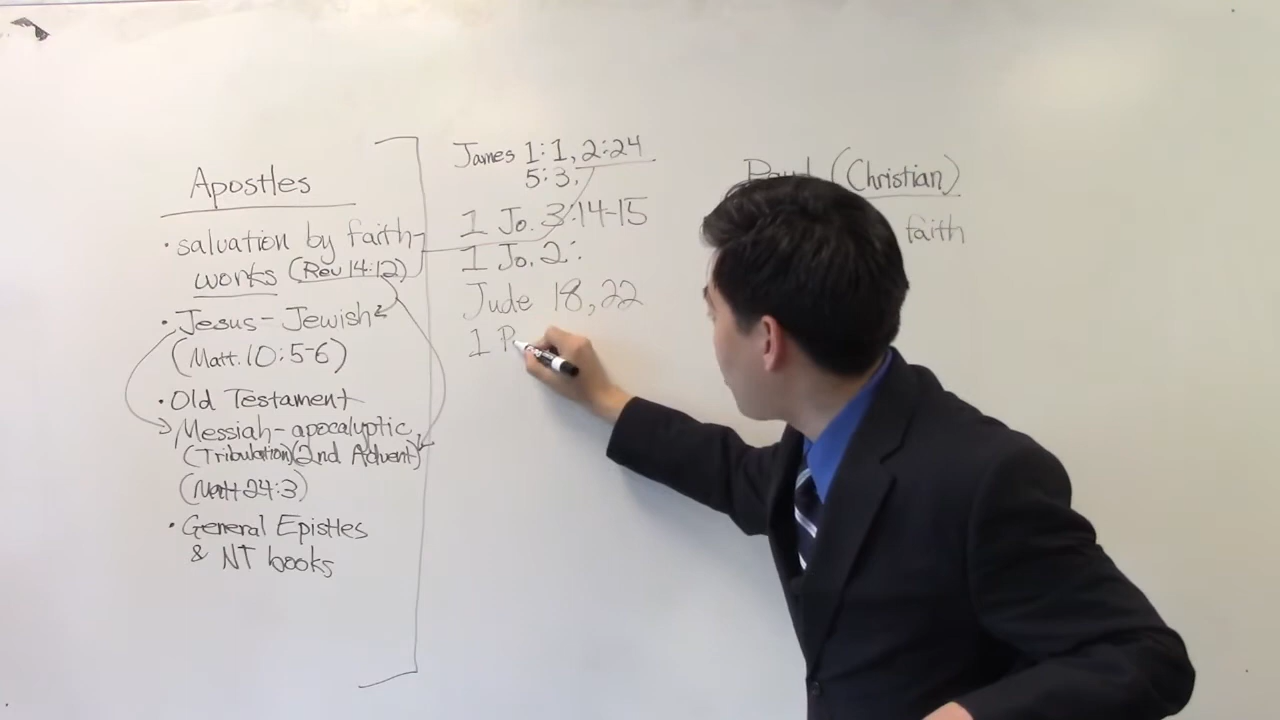 Apostles
· salvation by faith-
works (Rev 14:12)
· Jesus - Jewish
(Matt. 10:5-6)
· Old Testament
Messiah - apocalyptic
(Tribulation)(2nd Advent)
(Matt 24:3)
· General Epistles
& NT books
James 1:1, 2:24
5:3,7
1 Jo. 3:14-15
1 Jo. 2:
Jude 18,22
1 P
(Christian)
faith